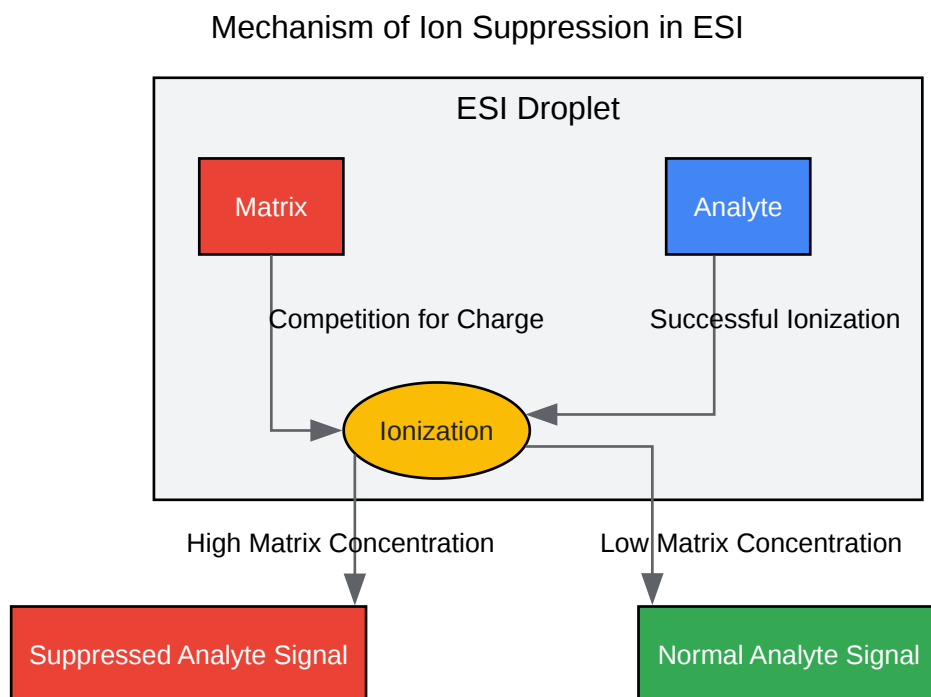 Mechanism of Ion Suppression in ESI
ESI Droplet
Matrix
Analyte
Competition for Charge
Successful Ionization
Ionization
High Matrix Concentration
Low Matrix Concentration
Suppressed Analyte Signal
Normal Analyte Signal